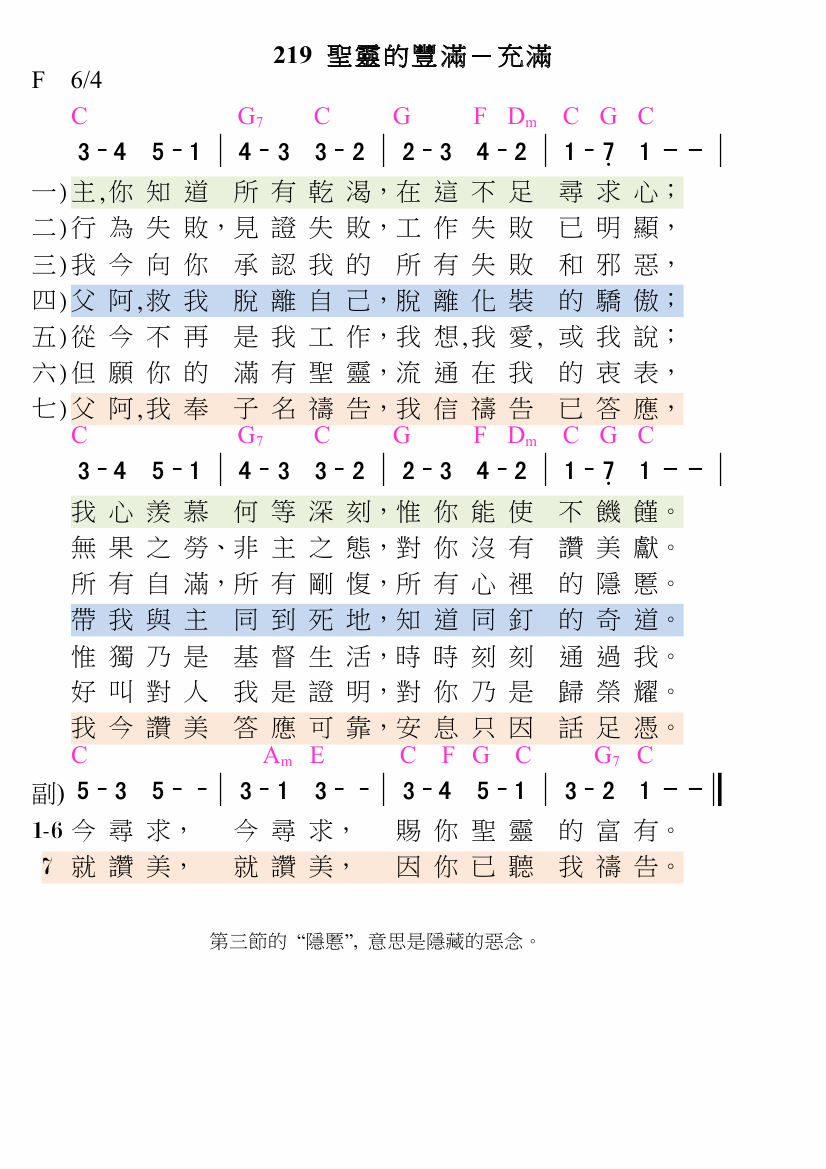 219 聖靈的豐滿－充滿
F 6/4
C G7 C G F Dm C G C
3 - 4 5 - 1 | 4 - 3 3 - 2 | 2 - 3 4 - 2 | 1 - 7̣ 1 - - |
一)主,你知道 所有乾渴，在這不足 尋求心；
二)行為失敗，見證失敗，工作失敗 已明顯，
三)我今向你 承認我的 所有失敗 和邪惡，
四)父阿,救我 脫離自己，脫離化裝 的驕傲；
五)從今不再 是我工作，我想,我愛, 或我說；
六)但願你的 滿有聖靈，流通在我 的衷表，
七)父阿,我奉 子名禱告，我信禱告 已答應，
C G7 C G F Dm C G C
3 - 4 5 - 1 | 4 - 3 3 - 2 | 2 - 3 4 - 2 | 1 - 7̣ 1 - - |
我心羨慕 何等深刻，惟你能使 不饑饉。
無果之勞、非主之態，對你沒有 讚美獻。
所有自滿，所有剛愎，所有心裡 的隱慝。
帶我與主 同到死地，知道同釘 的奇道。
惟獨乃是 基督生活，時時刻刻 通過我。
好叫對人 我是證明，對你乃是 歸榮耀。
我今讚美 答應可靠，安息只因 話足憑。
C Am E C F G C G7 C
副) 5 - 3 5 - - | 3 - 1 3 - - | 3 - 4 5 - 1 | 3 - 2 1 - - ‖
1-6 今尋求， 今尋求， 賜你聖靈 的富有。
7 就讚美， 就讚美， 因你已聽 我禱告。
第三節的 “隱慝”, 意思是隱藏的惡念。